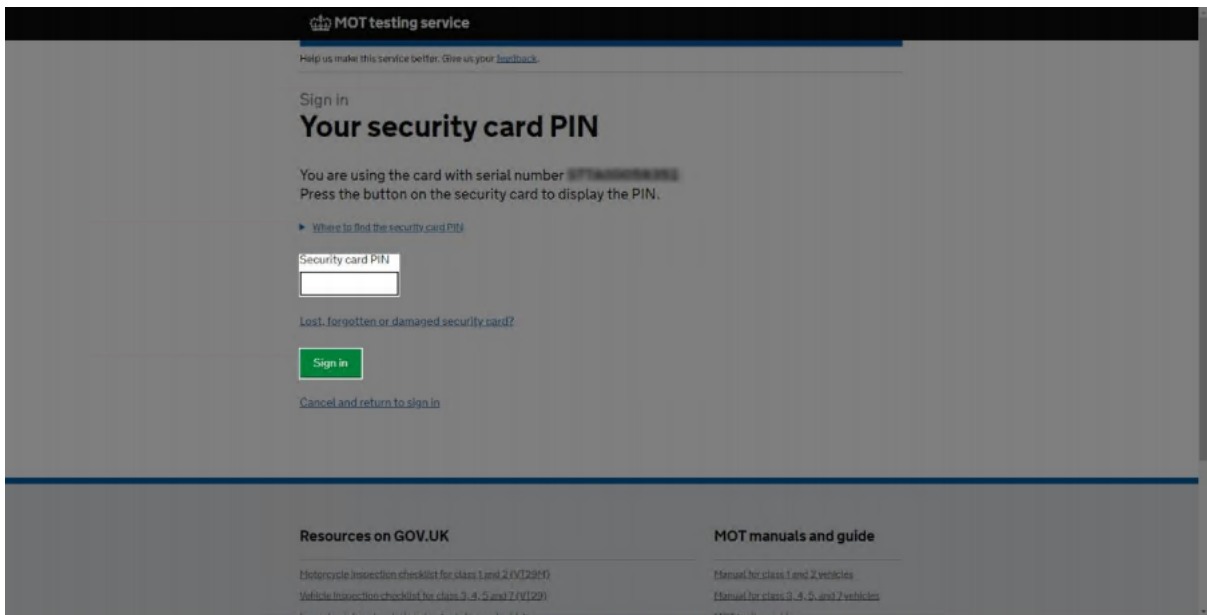 MOT testing service
Help us make this service better. Give us your feedback.
Sign in
Your security card PIN
You are using the card with serial number
Press the button on the security card to display the PIN.
Where to find the security card PIN
Security card PIN
Lost, forgotten or damaged security card?
Sign in
Cancel and return to sign in
Resources on GOV.UK
MOT manuals and guide
Motorcycle inspection checklist for class 1 and 2 (VT29M)
Manual for class 1 and 2 vehicles
Vehicle inspection checklist for class 3, 4, 5 and 7 (VT29)
Manual for class 3, 4, 5, and 7 vehicles